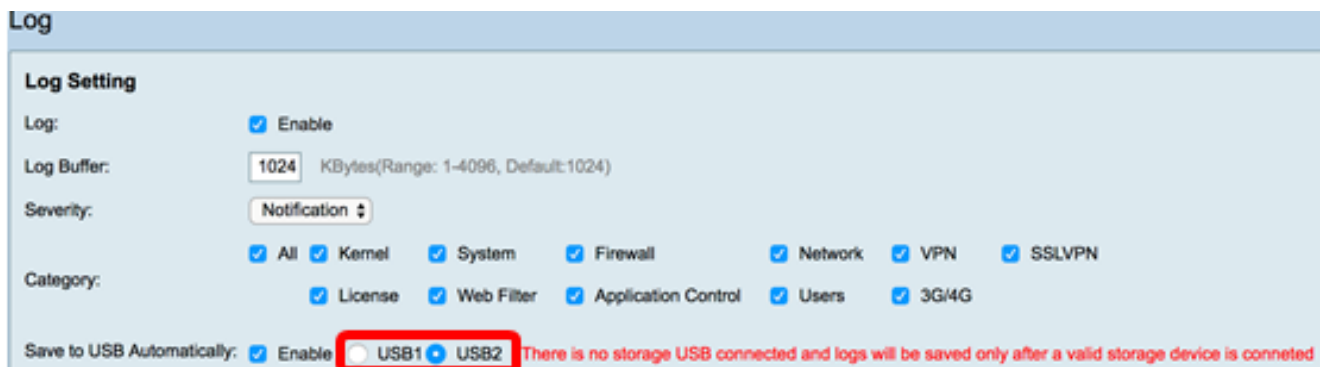 Log
Log Setting
Log: Enable
Log Buffer: 1024 KBytes(Range: 1-4096, Default:1024)
Severity: Notification
All Kernel System Firewall Network VPN SSLVPN
Category:
License Web Filter Application Control Users 3G/4G
Save to USB Automatically: Enable USB1 USB2 There is no storage USB connected and logs will be saved only after a valid storage device is conneted